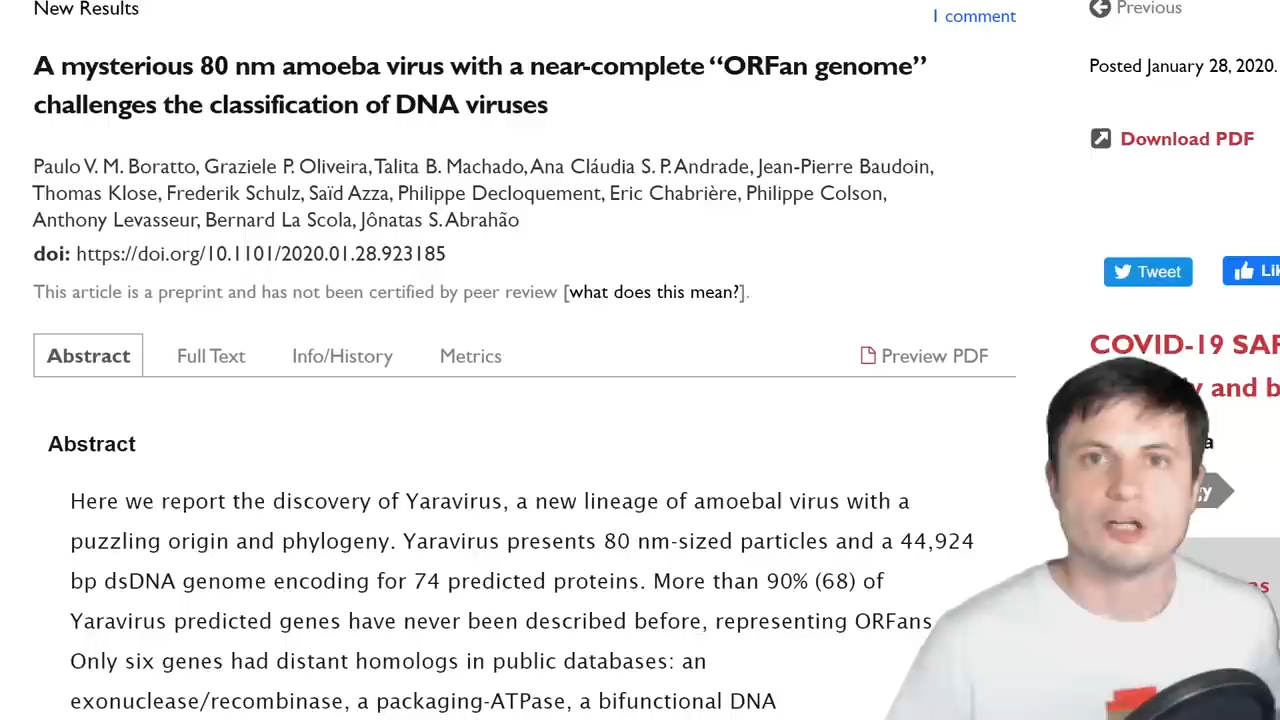 New Results
1 comment
A mysterious 80 nm amoeba virus with a near-complete “ORFan genome”
challenges the classification of DNA viruses
Paulo V. M. Boratto, Graziele P. Oliveira, Talita B. Machado, Ana Cláudia S. P. Andrade, Jean-Pierre Baudoin,
Thomas Klose, Frederik Schulz, Saïd Azza, Philippe Decloquement, Eric Chabrière, Philippe Colson,
Anthony Levasseur, Bernard La Scola, Jônatas S. Abrahão
doi: https://doi.org/10.1101/2020.01.28.923185
This article is a preprint and has not been certified by peer review [what does this mean?].
Abstract
Full Text
Info/History
Metrics
Preview PDF
Abstract
Here we report the discovery of Yaravirus, a new lineage of amoebal virus with a
puzzling origin and phylogeny. Yaravirus presents 80 nm-sized particles and a 44,924
bp dsDNA genome encoding for 74 predicted proteins. More than 90% (68) of
Yaravirus predicted genes have never been described before, representing ORFans
Only six genes had distant homologs in public databases: an
exonuclease/recombinase, a packaging-ATPase, a bifunctional DNA
Previous
Posted January 28, 2020.
Download PDF
Tweet
COVID-19
and